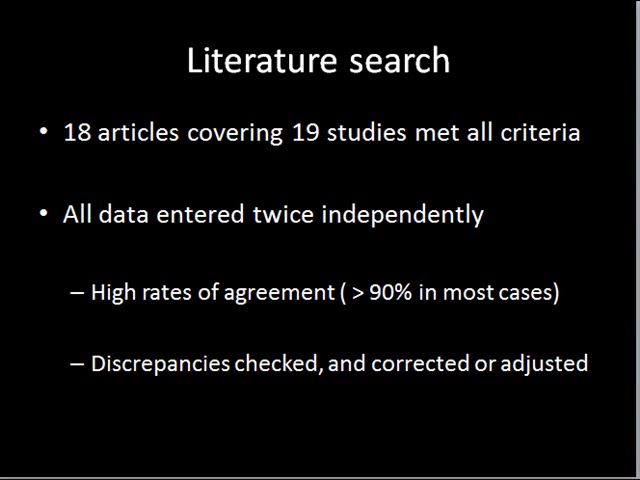 Literature search
• 18 articles covering 19 studies met all criteria
• All data entered twice independently
– High rates of agreement ( > 90% in most cases)
– Discrepancies checked, and corrected or adjusted